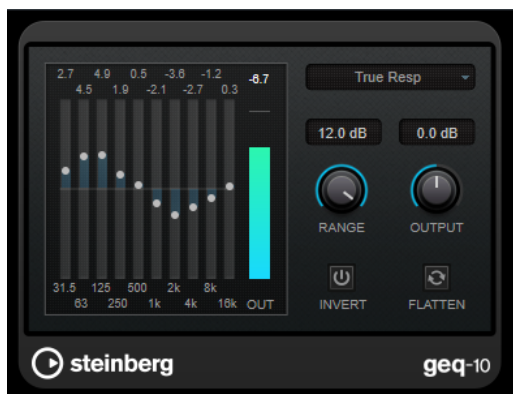 2.7 4.9 0.5 -3.6 -1.2
4.5 1.9 -2.1 -2.7 0.3
-6.7
True Resp
12.0 dB 0.0 dB
RANGE OUTPUT
31.5 125 500 2k 8k
63 250 1k 4k 16k OUT
INVERT FLATTEN
steinberg geq-10